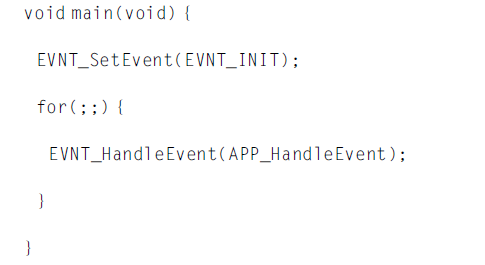 void main(void) {
EVNT_SetEvent(EVNT_INIT);
for(;;) {
EVNT_HandleEvent(APP_HandleEvent);
}
}